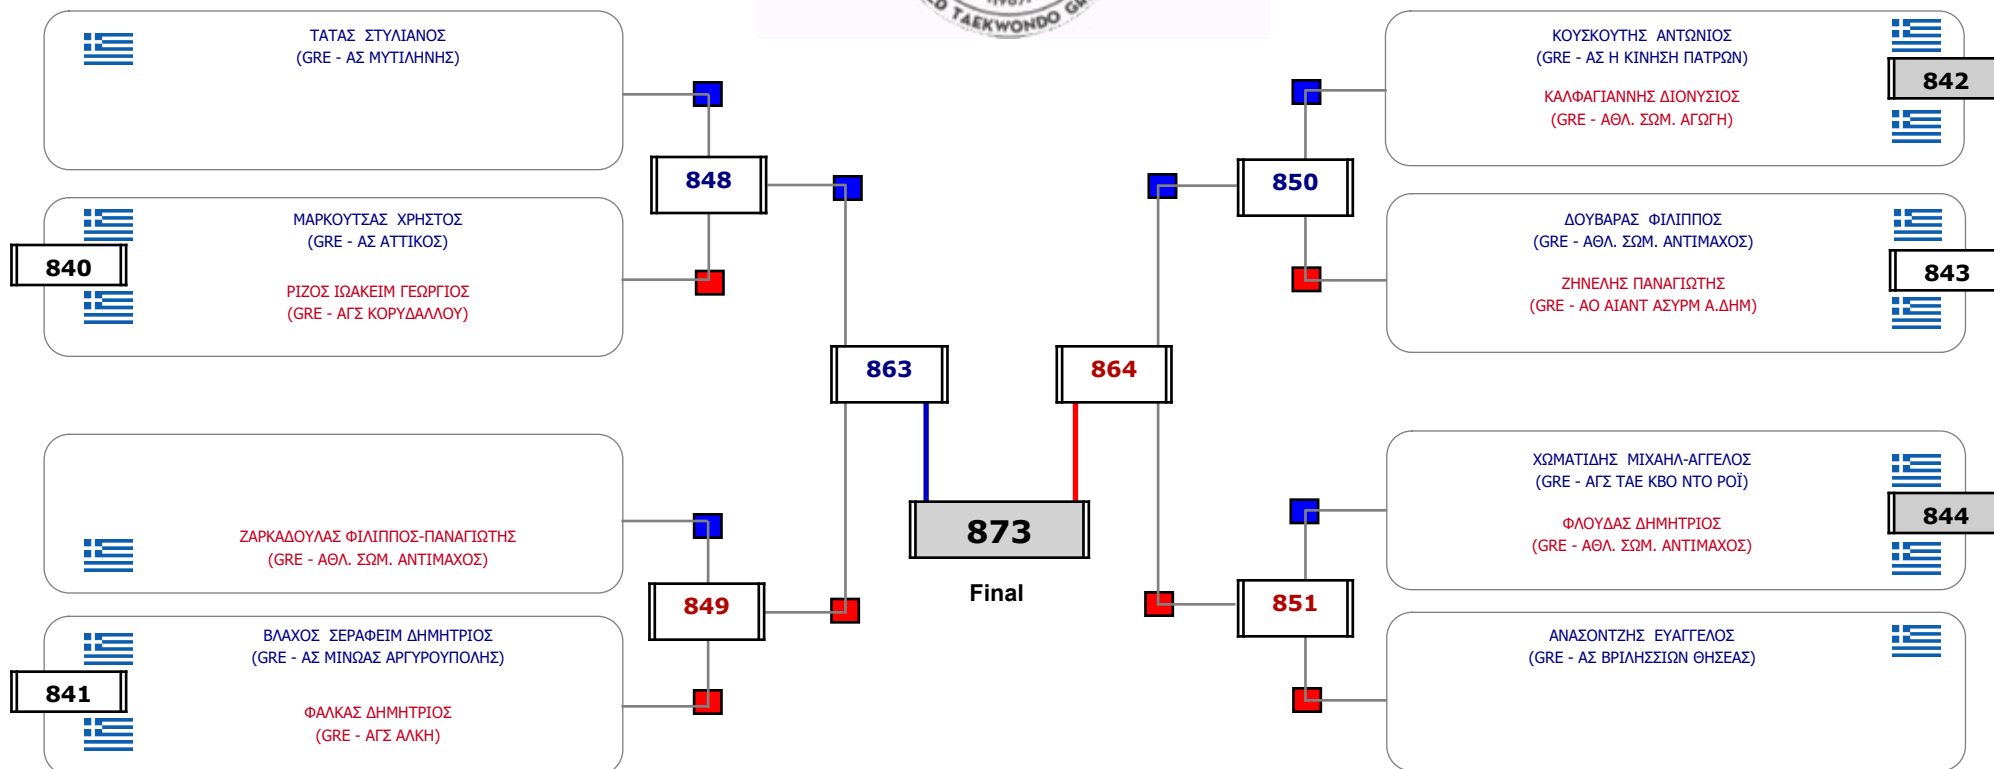 TAEKWONDO
ΤΑΤΑΣ ΣΤΥΛΙΑΝΟΣ
(GRE - ΑΣ ΜΥΤΙΛΗΝΗΣ)
848
840
ΜΑΡΚΟΥΤΣΑΣ ΧΡΗΣΤΟΣ
(GRE - ΑΣ ΑΤΤΙΚΟΣ)
ΡΙΖΟΣ ΙΩΑΚΕΙΜ ΓΕΩΡΓΙΟΣ
(GRE - ΑΓΣ ΚΟΡΥΔΑΛΛΟΥ)
863
ΖΑΡΚΑΔΟΥΛΑΣ ΦΙΛΙΠΠΟΣ-ΠΑΝΑΓΙΩΤΗΣ
(GRE - ΑΘΛ. ΣΩΜ. ΑΝΤΙΜΑΧΟΣ)
849
841
ΒΛΑΧΟΣ ΣΕΡΑΦΕΙΜ ΔΗΜΗΤΡΙΟΣ
(GRE - ΑΣ ΜΙΝΩΑΣ ΑΡΓΥΡΟΥΠΟΛΗΣ)
ΦΑΛΚΑΣ ΔΗΜΗΤΡΙΟΣ
(GRE - ΑΓΣ ΑΛΚΗ)
873
Final
ΚΟΥΣΚΟΥΤΗΣ ΑΝΤΩΝΙΟΣ
(GRE - ΑΣ Η ΚΙΝΗΣΗ ΠΑΤΡΩΝ)
842
ΚΑΛΦΑΓΙΑΝΝΗΣ ΔΙΟΝΥΣΙΟΣ
(GRE - ΑΘΛ. ΣΩΜ. ΑΓΩΓΗ)
850
ΔΟΥΒΑΡΑΣ ΦΙΛΙΠΠΟΣ
(GRE - ΑΘΛ. ΣΩΜ. ΑΝΤΙΜΑΧΟΣ)
843
ΖΗΝΕΛΗΣ ΠΑΝΑΓΙΩΤΗΣ
(GRE - ΑΟ ΑΙΑΝΤ ΑΣΥΡΜ Α.ΔΗΜ)
864
ΧΩΜΑΤΙΔΗΣ ΜΙΧΑΗΛ-ΑΓΓΕΛΟΣ
(GRE - ΑΓΣ ΤΑΕ ΚΒΟ ΝΤΟ ΡΟΪ)
844
ΦΛΟΥΔΑΣ ΔΗΜΗΤΡΙΟΣ
(GRE - ΑΘΛ. ΣΩΜ. ΑΝΤΙΜΑΧΟΣ)
851
ΑΝΑΣΟΝΤΖΗΣ ΕΥΑΓΓΕΛΟΣ
(GRE - ΑΣ ΒΡΙΛΗΣΣΙΩΝ ΘΗΣΕΑΣ)